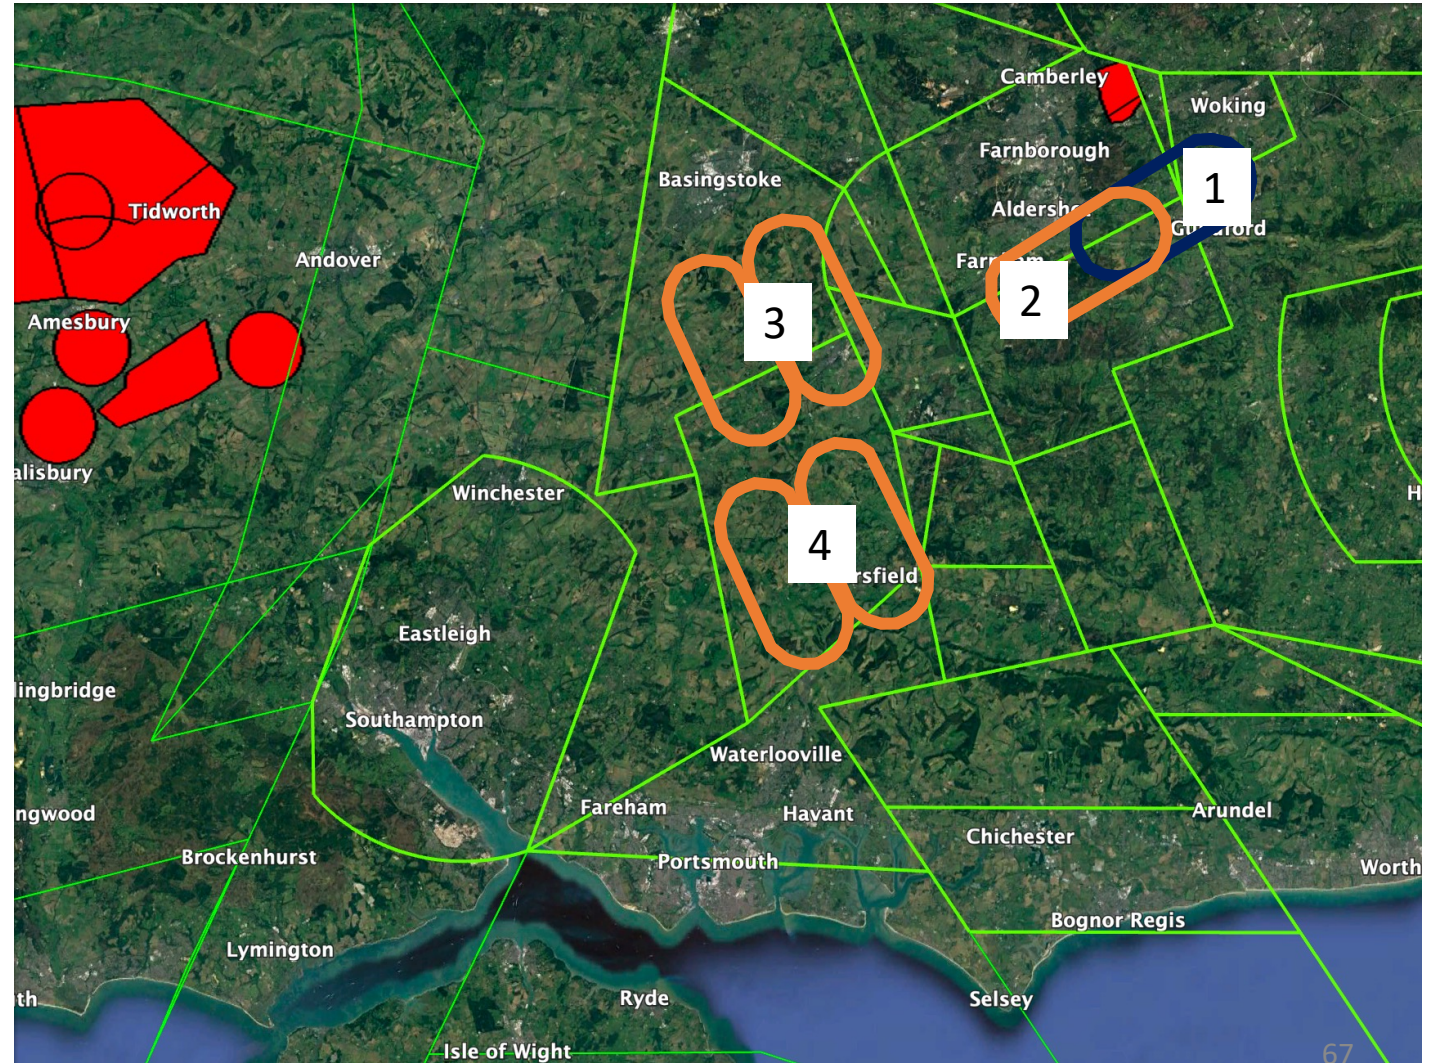 Camberley
Woking
Farnborough
Basingstoke
1
Aldersho
Tidworth
Andover
2
Amesbury
3
alisbury
Winchester
4
rsfield
Eastleigh
lingbridge
Southampton
Waterlooville
Fareham
Havant
Arundel
ngwood
Chichester
Brockenhurst
Portsmouth
Worth
Bognor Regis
Lymington
Ryde
Selsey
th
Isle of Wight
67
H